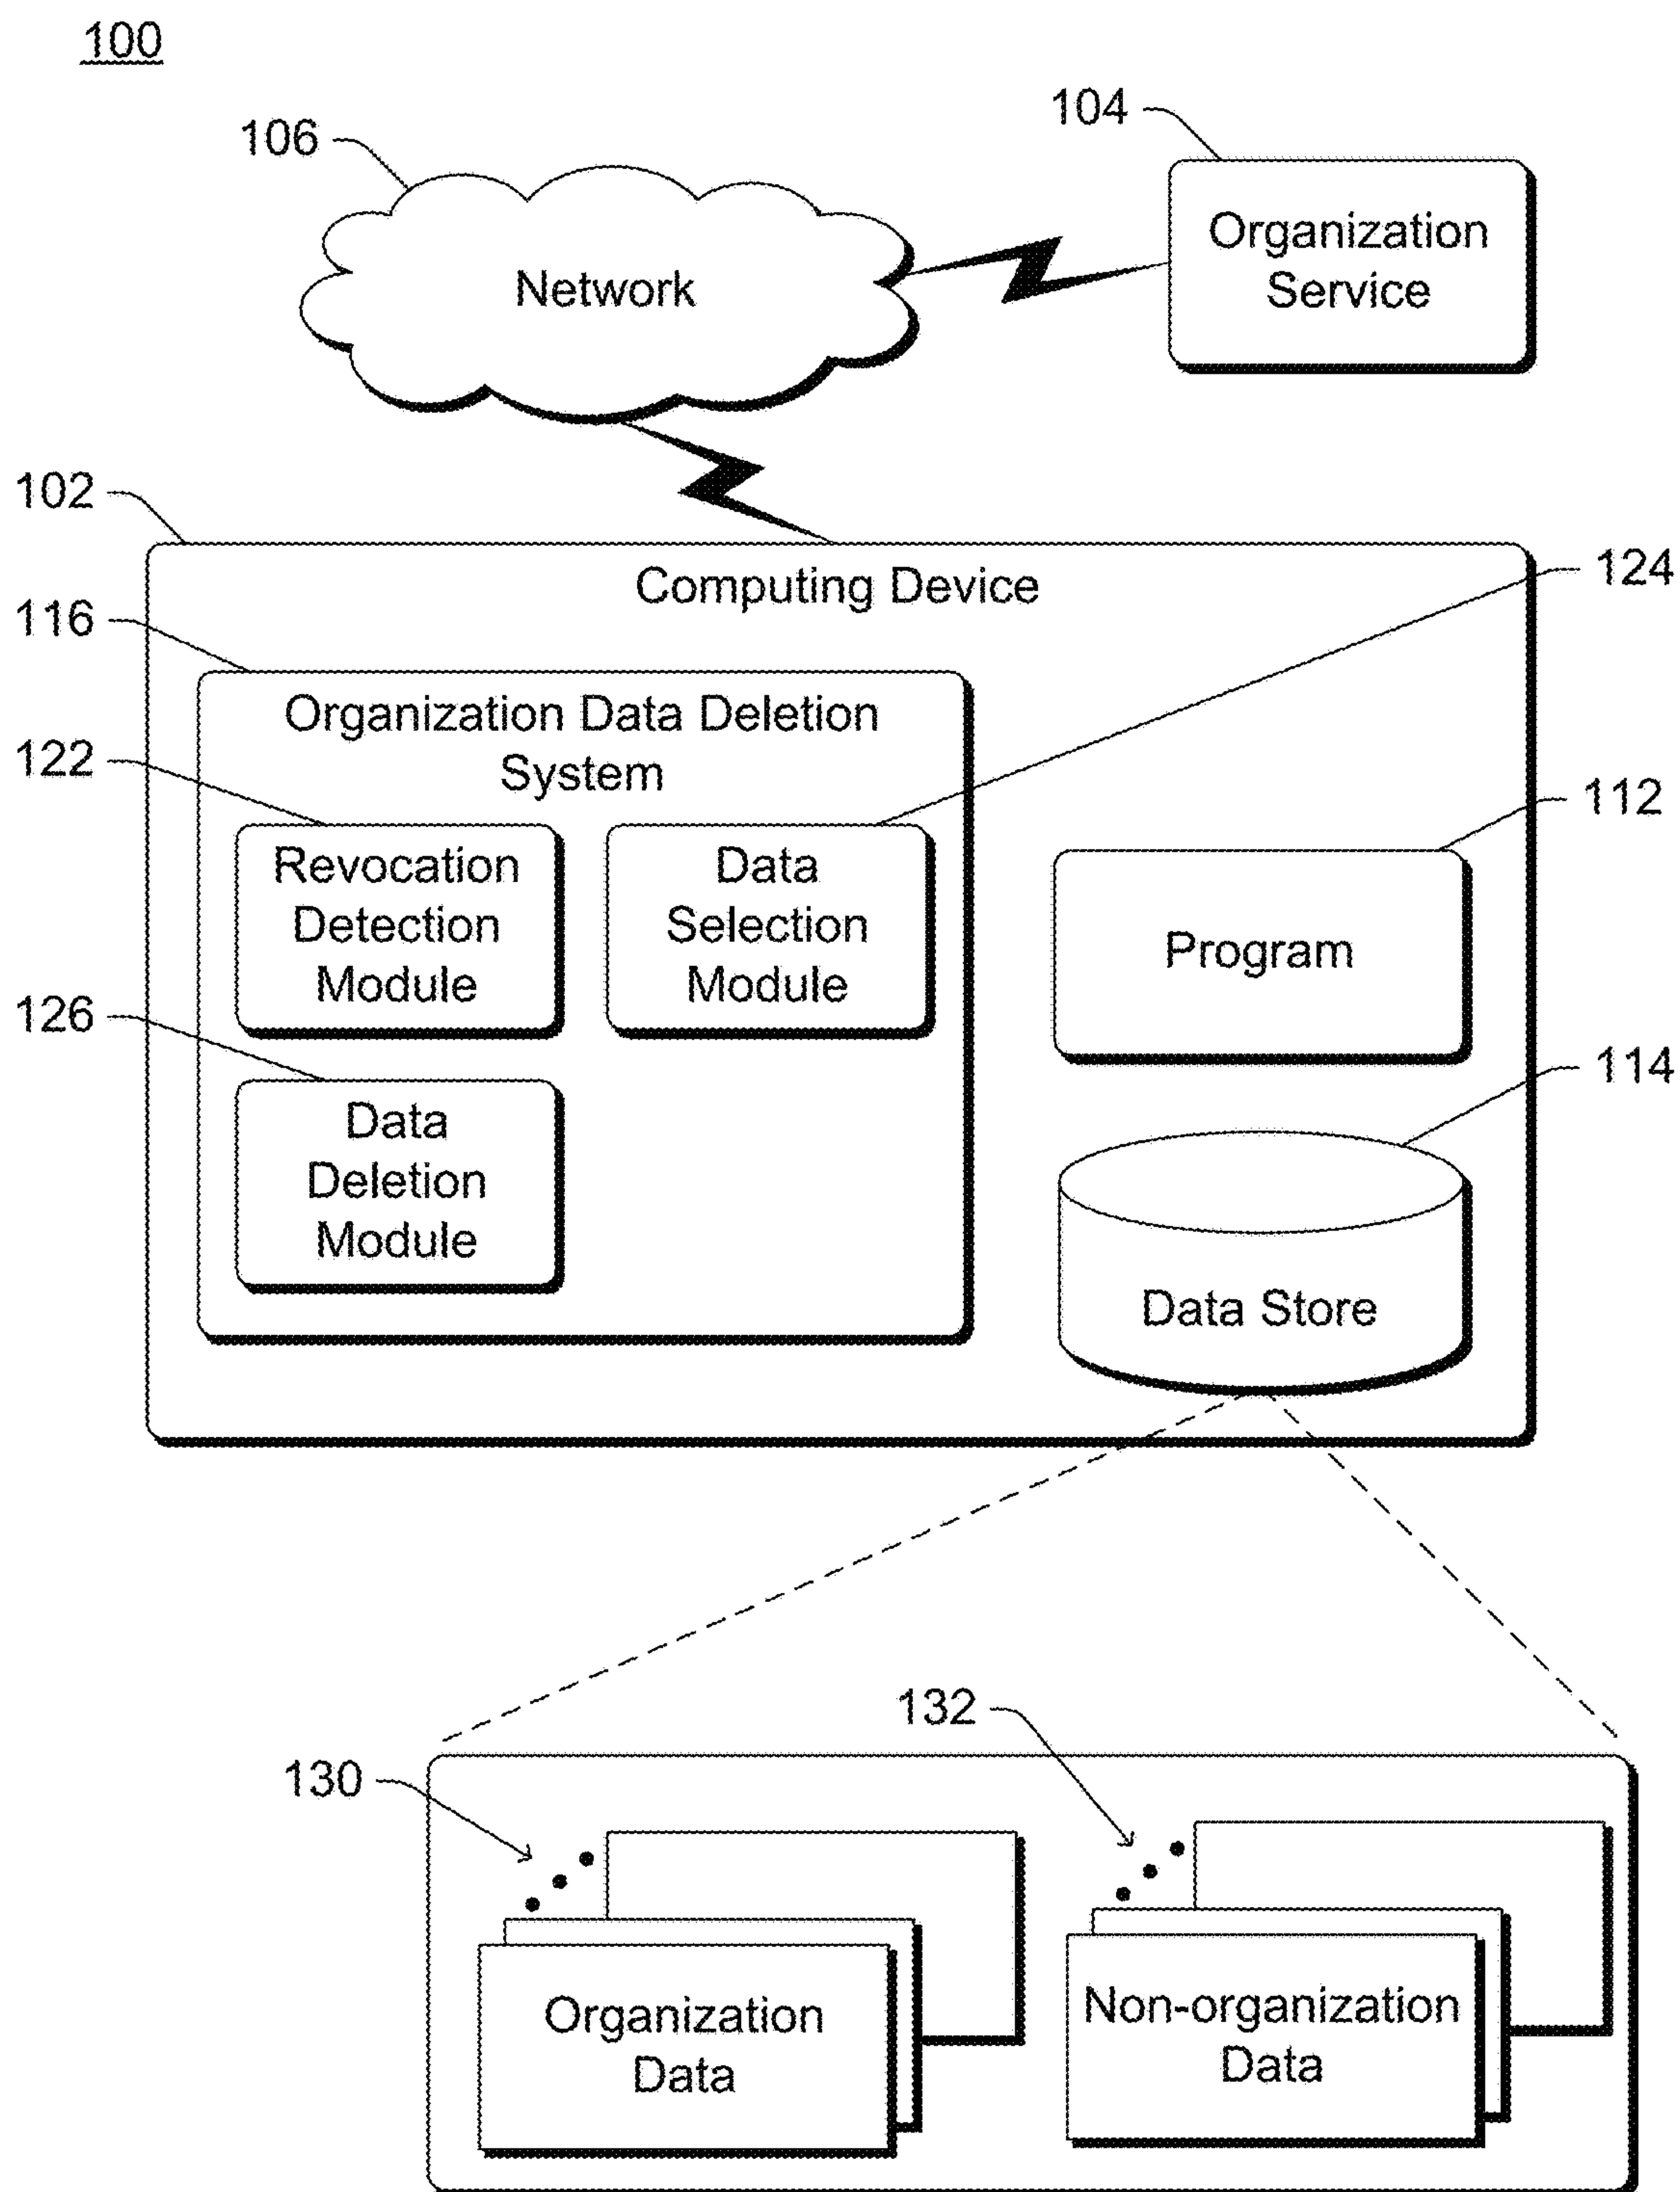 100
106
104
Network
Organization
Service
102
Computing Device
124
116
Organization Data Deletion
System
122
112
Revocation
Detection
Module
Data
Selection
Module
Program
126
114
Data
Deletion
Module
Data Store
132
130
Organization
Data
Non-organization
Data